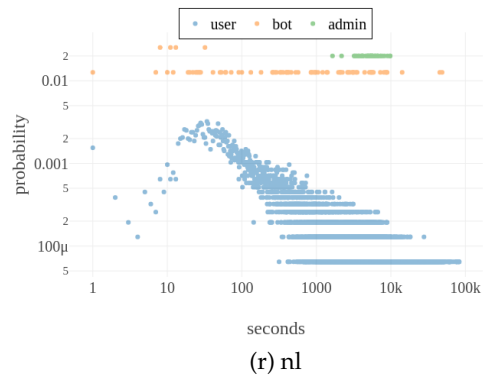 user bot admin
2
0.01
5
2
0.001
5
2
100μ
5
probability
1 10 100 1000 10k 100k
seconds
(r) nl